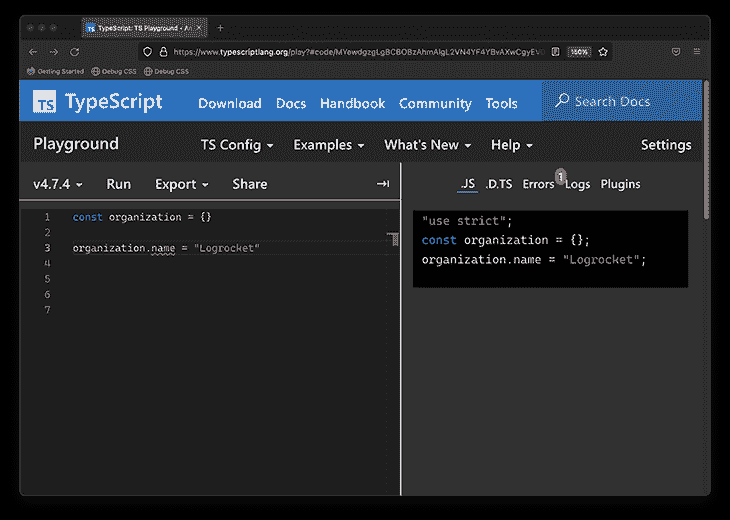 TypeScript: TS Playground - An
https://www.typescriptlang.org/play?#code/
150%
Getting Started Debug CSS Debug CSS
TS TypeScript Download Docs Handbook Community Tools Search Docs
Playground TS Config Examples What's New Help Settings
v4.7.4 Run Export Share
.JS .D.TS Errors 1 Logs Plugins
1 const organization = {}
2
3 organization.name = "Logrocket"
4
5
6
7
"use strict";
const organization = {};
organization.name = "Logrocket";